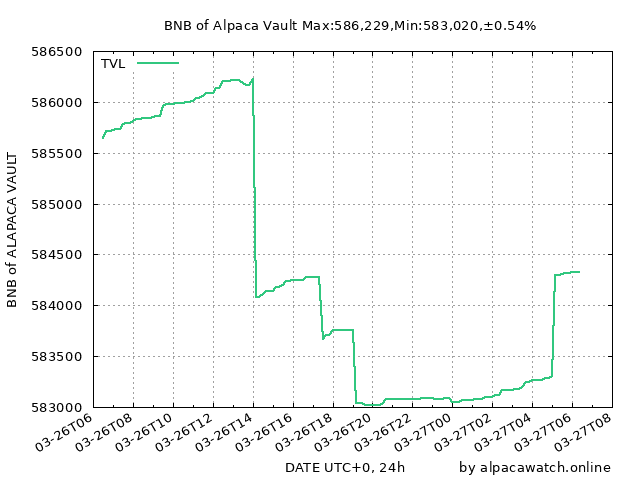 BNB of Alpaca Vault Max:586,229,Min:583,020,±0.54%
TVL
586500
586000
585500
585000
584500
584000
583500
583000
BNB of ALAPACA VAULT
03-26T06
03-26T08
03-26T10
03-26T12
03-26T14
03-26T16
03-26T18
03-26T20
03-26T22
03-27T00
03-27T02
03-27T04
03-27T06
03-27T08
DATE UTC+0, 24h
by alpacawatch.online